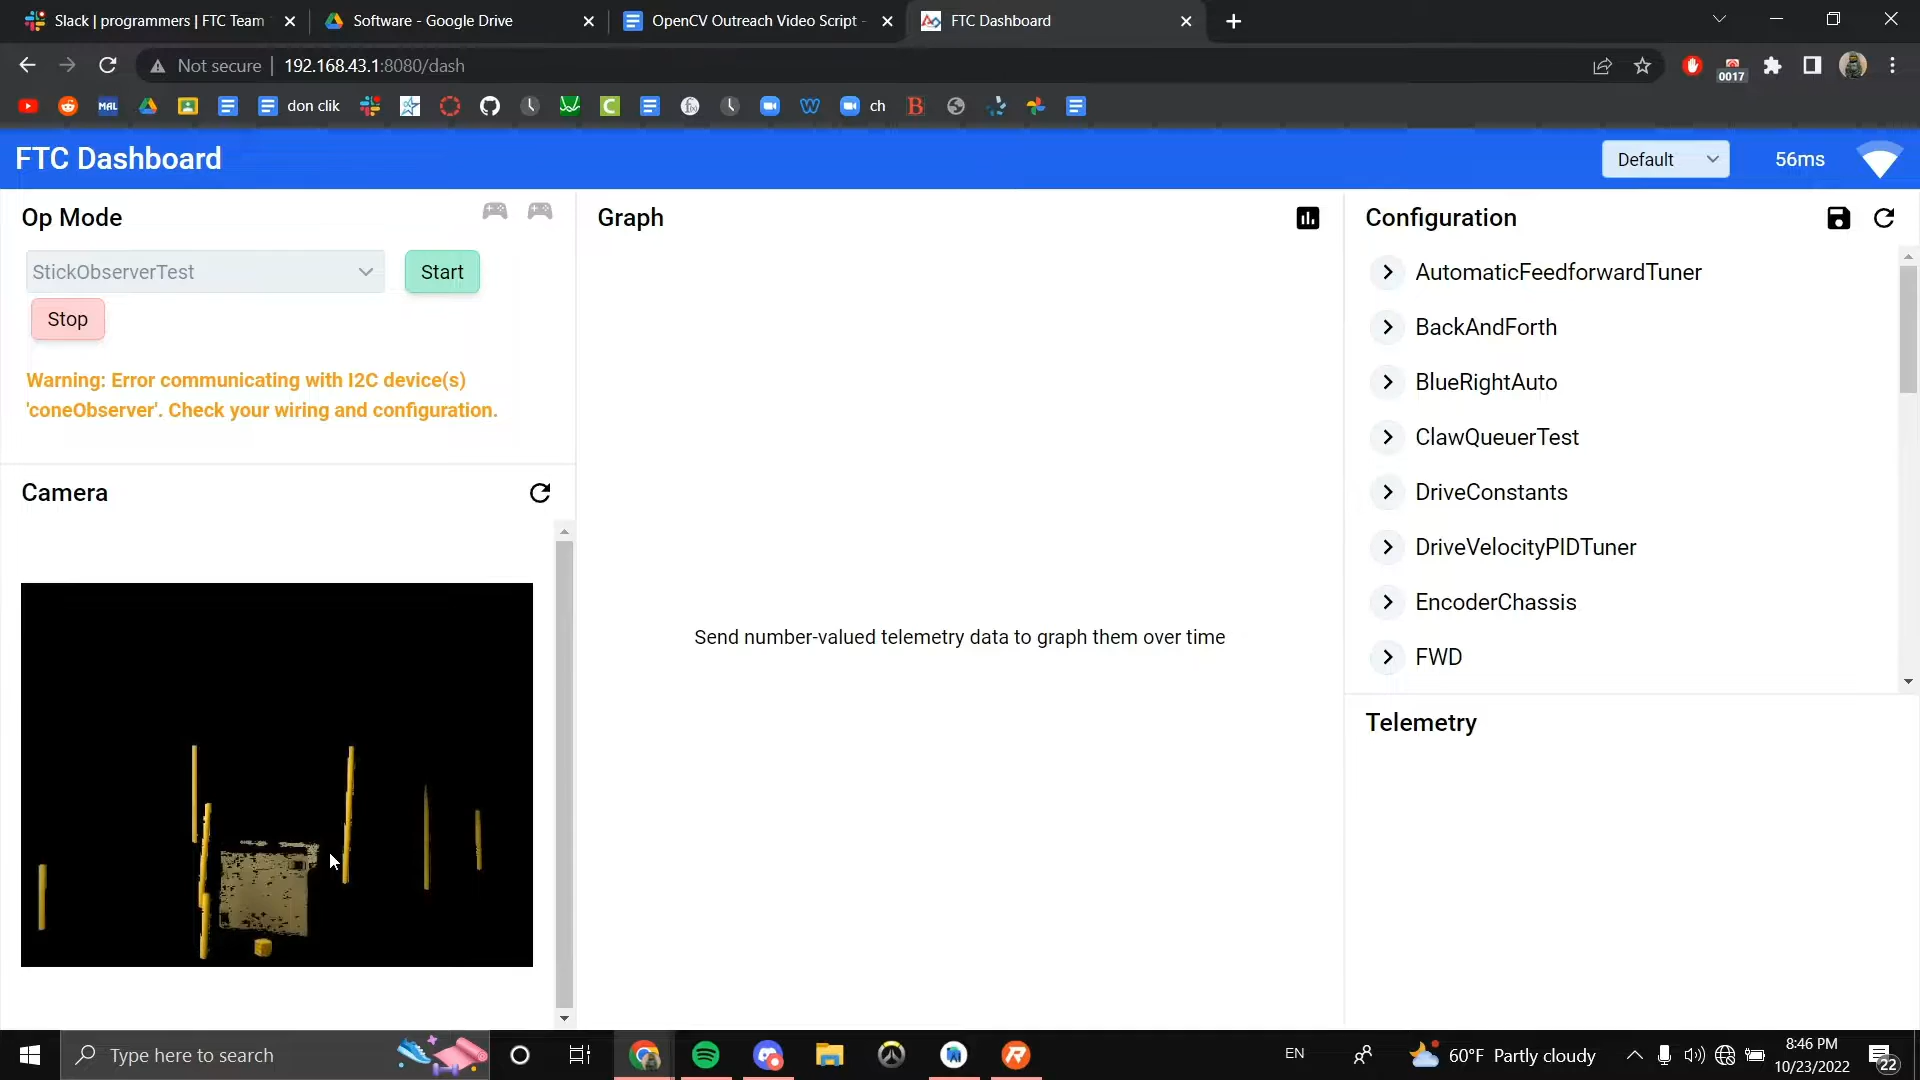 Slack | programmers | FTC Team
Software - Google Drive
OpenCV Outreach Video Script -
FTC Dashboard
Not secure | 192.168.43.1:8080/dash
0017
MAL
don clik
ch
FTC Dashboard
Default
56ms
Op Mode
StickObserverTest
Start
Stop
Warning: Error communicating with I2C device(s)
'coneObserver'. Check your wiring and configuration.
Camera
Graph
Send number-valued telemetry data to graph them over time
Configuration
AutomaticFeedforwardTuner
BackAndForth
BlueRightAuto
ClawQueuerTest
DriveConstants
DriveVelocityPIDTuner
EncoderChassis
FWD
Telemetry
Type here to search
EN
60°F Partly cloudy
8:46 PM
10/23/2022
22